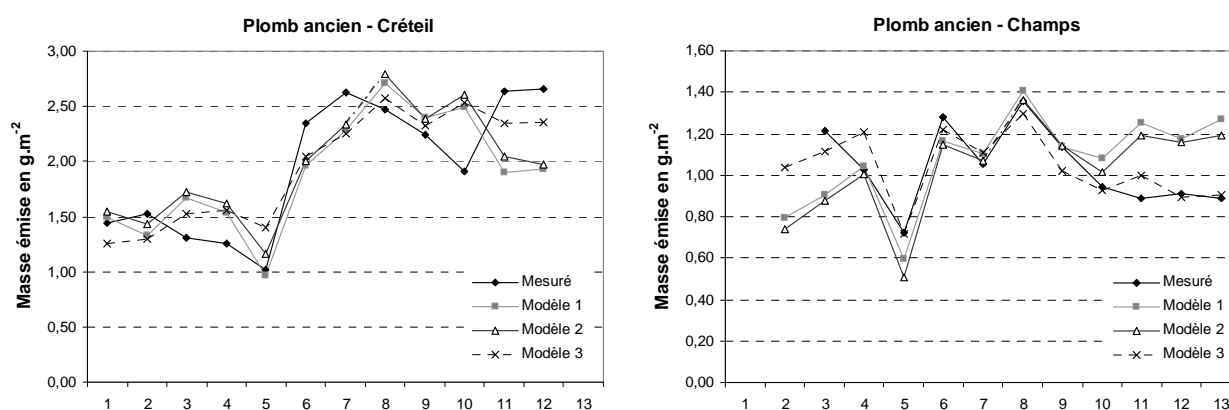 Plomb ancien - Créteil
Masse émise en g.m-2
3,00
2,50
2,00
1,50
1,00
0,50
0,00
1 2 3 4 5 6 7 8 9 10 11 12 13
Mesuré
Modèle 1
Modèle 2
Modèle 3
Plomb ancien - Champs
Masse émise en g.m-2
1,60
1,40
1,20
1,00
0,80
0,60
0,40
0,20
0,00
1 2 3 4 5 6 7 8 9 10 11 12 13
Mesuré
Modèle 1
Modèle 2
Modèle 3